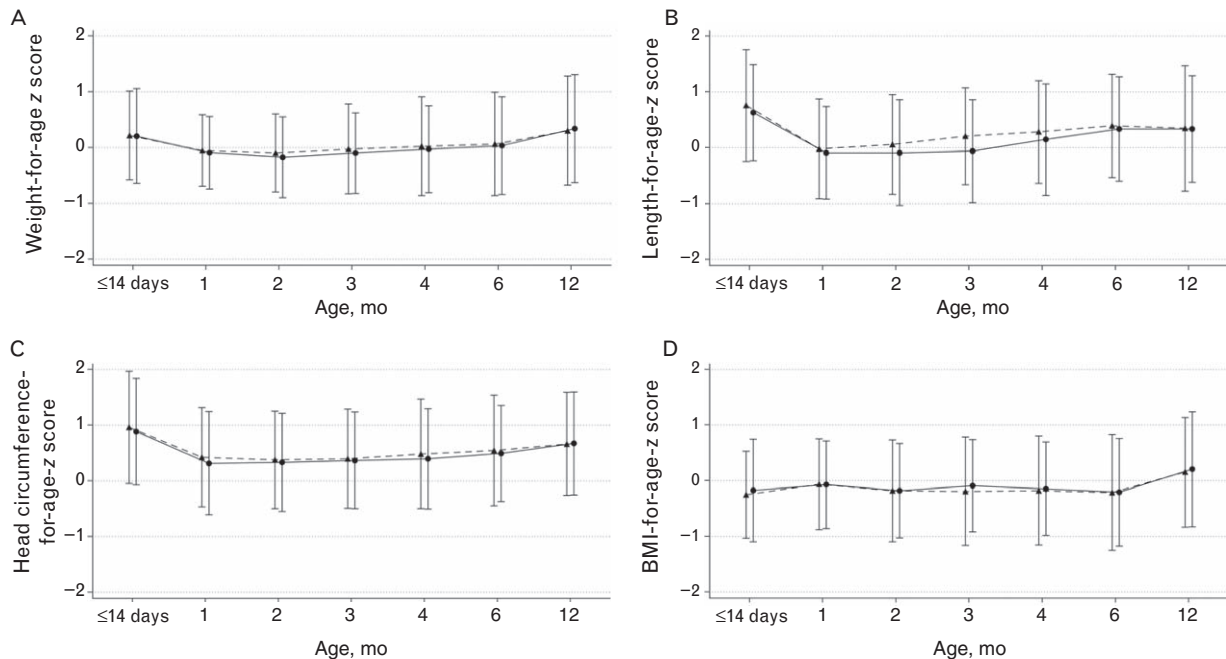 A
Weight-for-age z score
2
1
0
−1
−2
≤14 days 1 2 3 4 6 12
Age, mo
B
Length-for-age-z score
2
1
0
−1
−2
≤14 days 1 2 3 4 6 12
Age, mo
C
Head circumference-
for-age-z score
2
1
0
−1
−2
≤14 days 1 2 3 4 6 12
Age, mo
D
BMI-for-age-z score
2
1
0
−1
−2
≤14 days 1 2 3 4 6 12
Age, mo